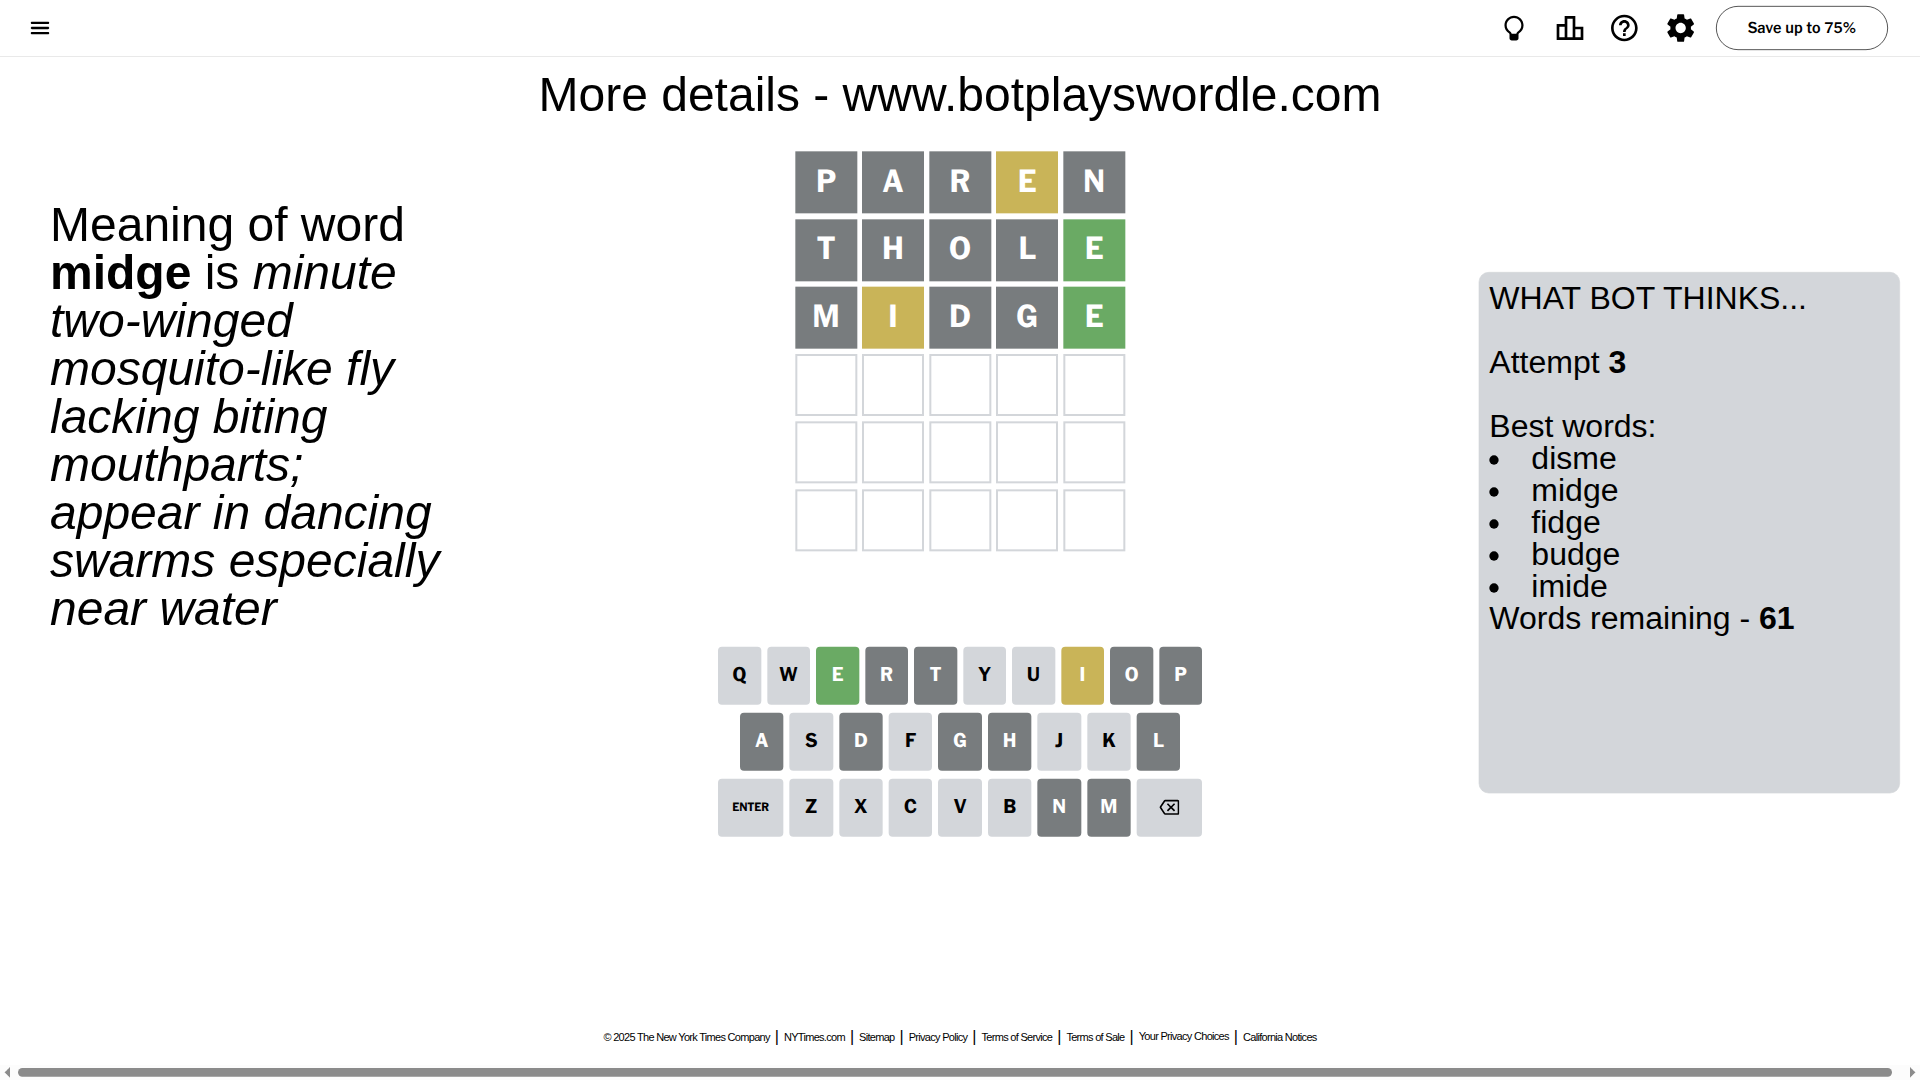 Save up to 75%
More details - www.botplayswordle.com
Meaning of word
midge is minute
two-winged
mosquito-like fly
lacking biting
mouthparts;
appear in dancing
swarms especially
near water
P A R E N
T H O L E
M I D G E
WHAT BOT THINKS...
Attempt 3
Best words:
• disme
• midge
• fidge
• budge
• imide
Words remaining - 61
Q W E R T Y U I O P
A S D F G H J K L
ENTER Z X C V B N M
© 2025 The New York Times Company | NYTimes.com | Sitemap | Privacy Policy | Terms of Service | Terms of Sale | Your Privacy Choices | California Notices